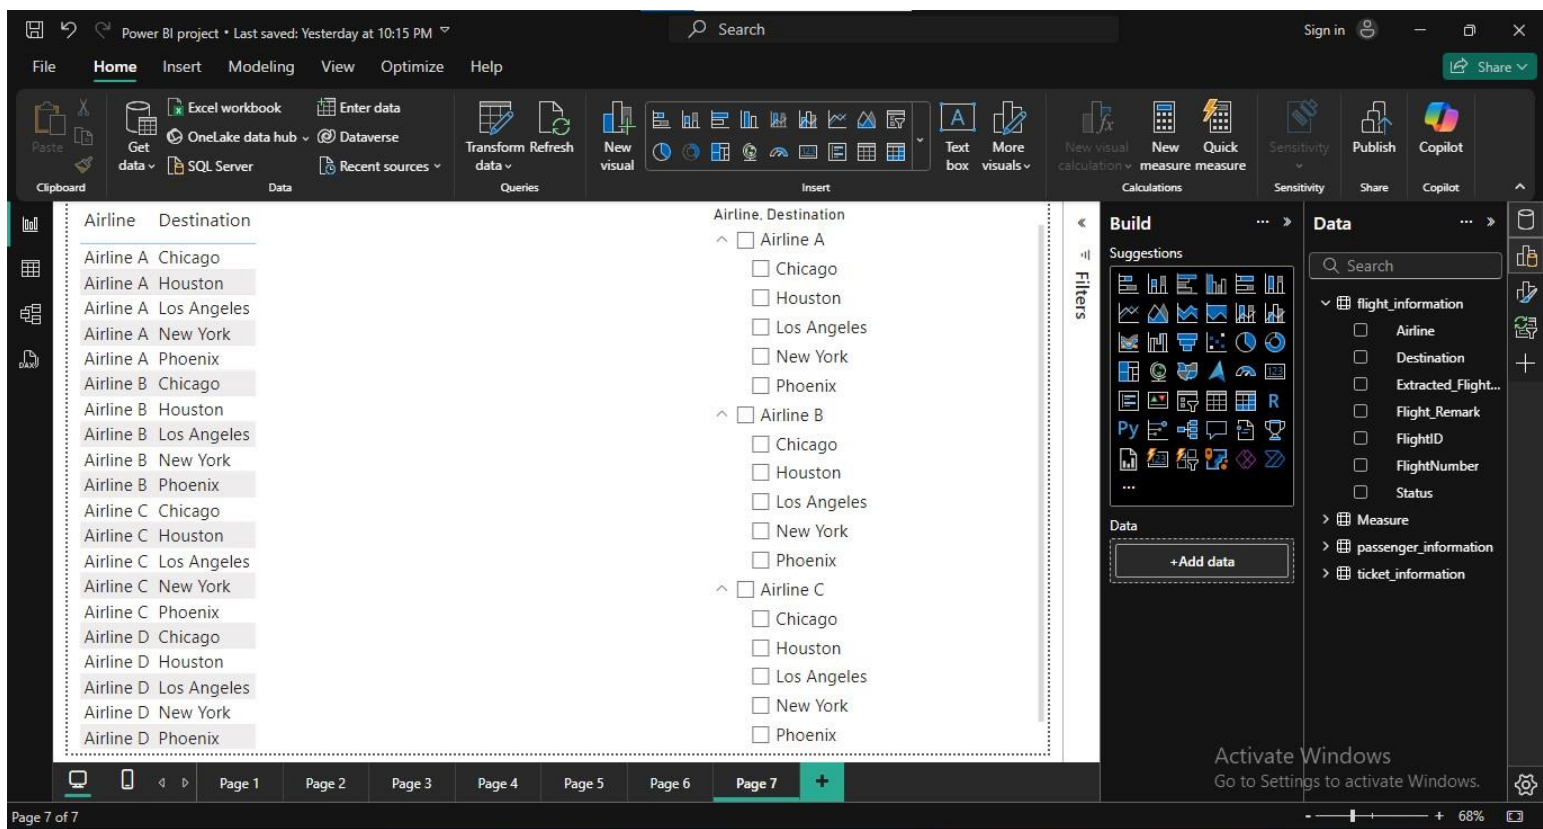 Power BI project • Last saved: Yesterday at 10:15 PM
Search
Sign in
File Home Insert Modeling View Optimize Help
Share
Paste
Clipboard
Get data
Excel workbook
OneLake data hub
SQL Server
Enter data
Dataverse
Recent sources
Data
Transform data
Refresh
Queries
New visual
Text box
More visuals
Insert
New visual calculation
New measure
Quick measure
Calculations
Sensitivity
Sensitivity
Publish
Share
Copilot
Copilot
DAX
Airline Destination
Airline A Chicago
Airline A Houston
Airline A Los Angeles
Airline A New York
Airline A Phoenix
Airline B Chicago
Airline B Houston
Airline B Los Angeles
Airline B New York
Airline B Phoenix
Airline C Chicago
Airline C Houston
Airline C Los Angeles
Airline C New York
Airline C Phoenix
Airline D Chicago
Airline D Houston
Airline D Los Angeles
Airline D New York
Airline D Phoenix
Airline, Destination
Airline A
Chicago
Houston
Los Angeles
New York
Phoenix
Airline B
Chicago
Houston
Los Angeles
New York
Phoenix
Airline C
Chicago
Houston
Los Angeles
New York
Phoenix
Filters
Build
Suggestions
123
R
Py
123
...
Data
+Add data
Data
Search
flight_information
Airline
Destination
Extracted_Flight...
Flight_Remark
FlightID
FlightNumber
Status
Measure
passenger_information
ticket_information
Activate Windows
Go to Settings to activate Windows.
Page 1 Page 2 Page 3 Page 4 Page 5 Page 6 Page 7 +
Page 7 of 7
- + 68%